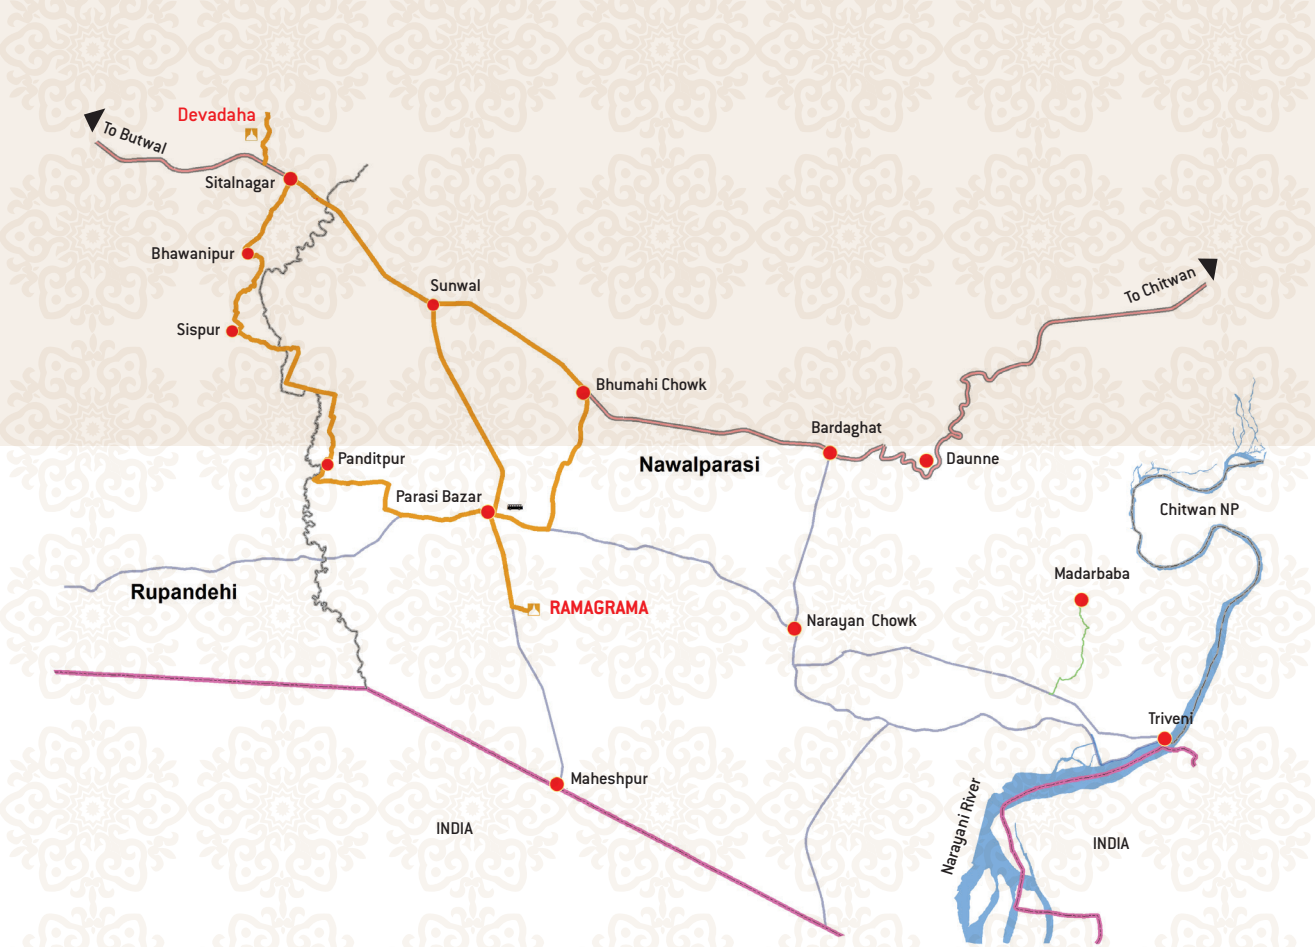 Devadaha
To Butwal
Sitalnagar
Bhawanipur
Sunwal
To Chitwan
Sispur
Bhumahi Chowk
Bardaghat
Panditpur
Nawalparasi
Daunne
Parasi Bazar
Chitwan NP
Rupandehi
Madarbaba
RAMAGRAMA
Narayan Chowk
Triveni
Maheshpur
INDIA
Narayani River
INDIA